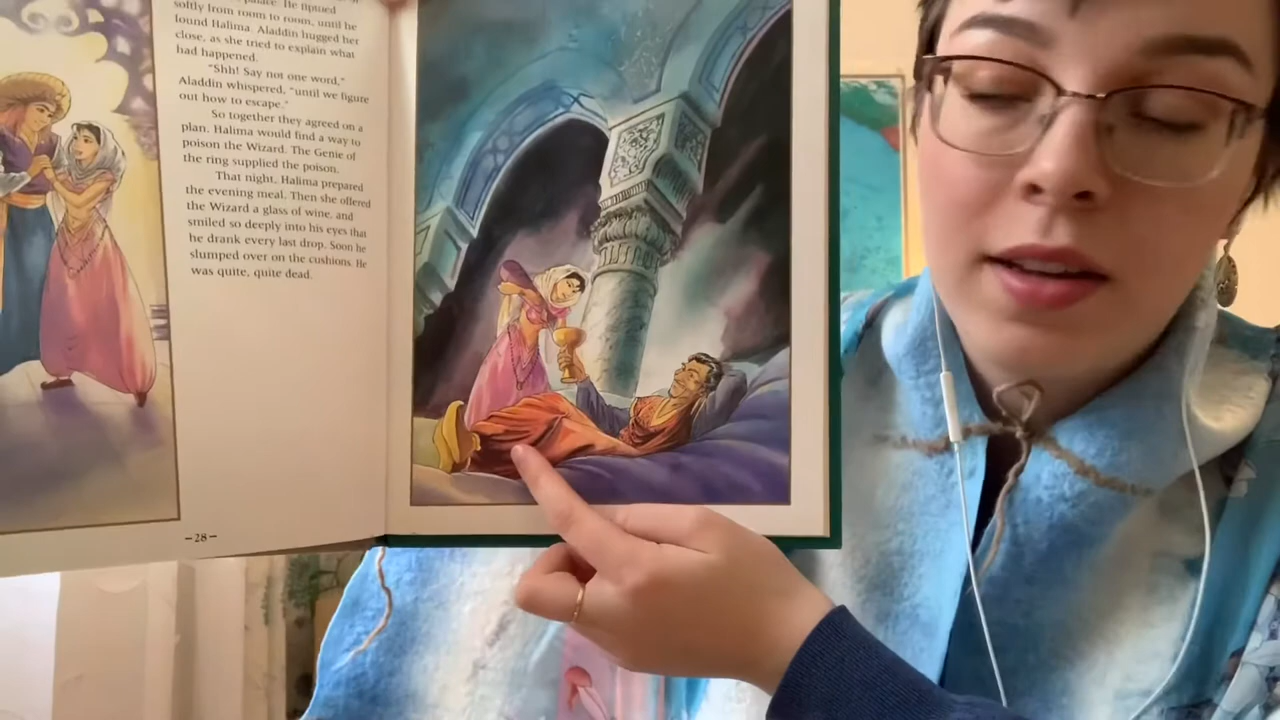 palace. He tiptoed
softly from room to room, until he
found Halima. Aladdin hugged her
close, as she tried to explain what
had happened.
"Shh! Say not one word,"
Aladdin whispered, "until we figure
out how to escape."
So together they agreed on a
plan. Halima would find a way to
poison the Wizard. The Genie of
the ring supplied the poison.
That night, Halima prepared
the evening meal. Then she offered
the Wizard a glass of wine, and
smiled so deeply into his eyes that
he drank every last drop. Soon he
slumped over on the cushions. He
was quite, quite dead.
—28—